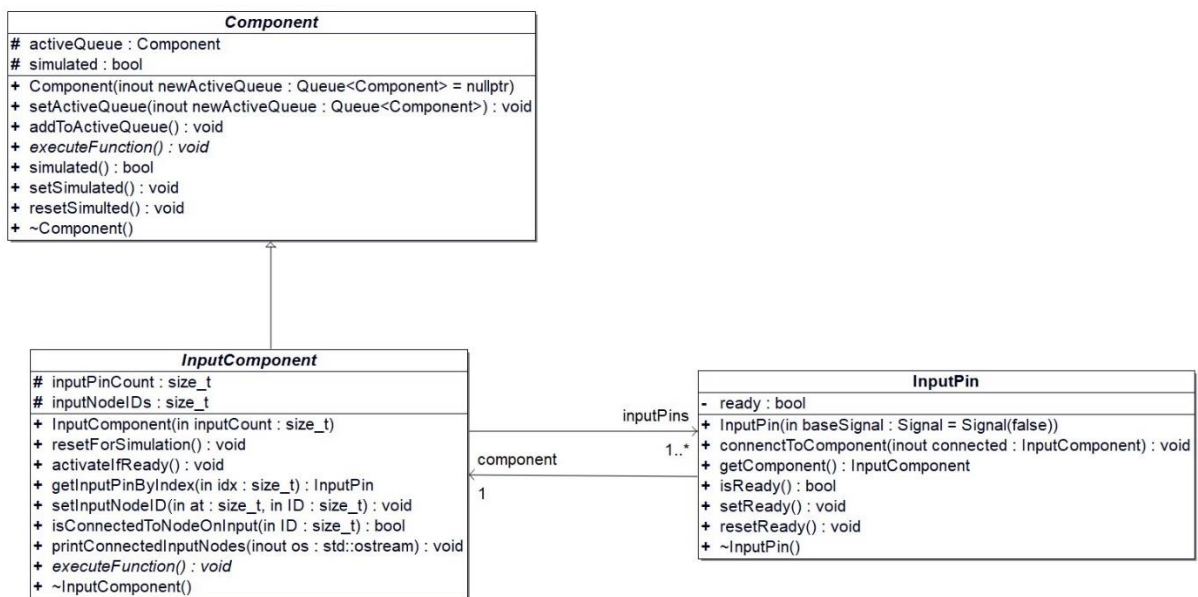 Component
# activeQueue : Component
# simulated : bool
+ Component(inout newActiveQueue : Queue<Component> = nullptr)
+ setActiveQueue(inout newActiveQueue : Queue<Component>) : void
+ addToActiveQueue() : void
+ executeFunction() : void
+ simulated() : bool
+ setSimulated() : void
+ resetSimulted() : void
+ ~Component()
InputComponent
# inputPinCount : size_t
# inputNodeIDs : size_t
+ InputComponent(in inputCount : size_t)
+ resetForSimulation() : void
+ activateIfReady() : void
+ getInputPinByIndex(in idx : size_t) : InputPin
+ setInputNodeID(in at : size_t, in ID : size_t) : void
+ isConnectedToNodeOnInput(in ID : size_t) : bool
+ printConnectedInputNodes(inout os : std::ostream) : void
+ executeFunction() : void
+ ~InputComponent()
inputPins
1..*
component
1
InputPin
- ready : bool
+ InputPin(in baseSignal : Signal = Signal(false))
+ connenctToComponent(inout connected : InputComponent) : void
+ getComponent() : InputComponent
+ isReady() : bool
+ setReady() : void
+ resetReady() : void
+ ~InputPin()